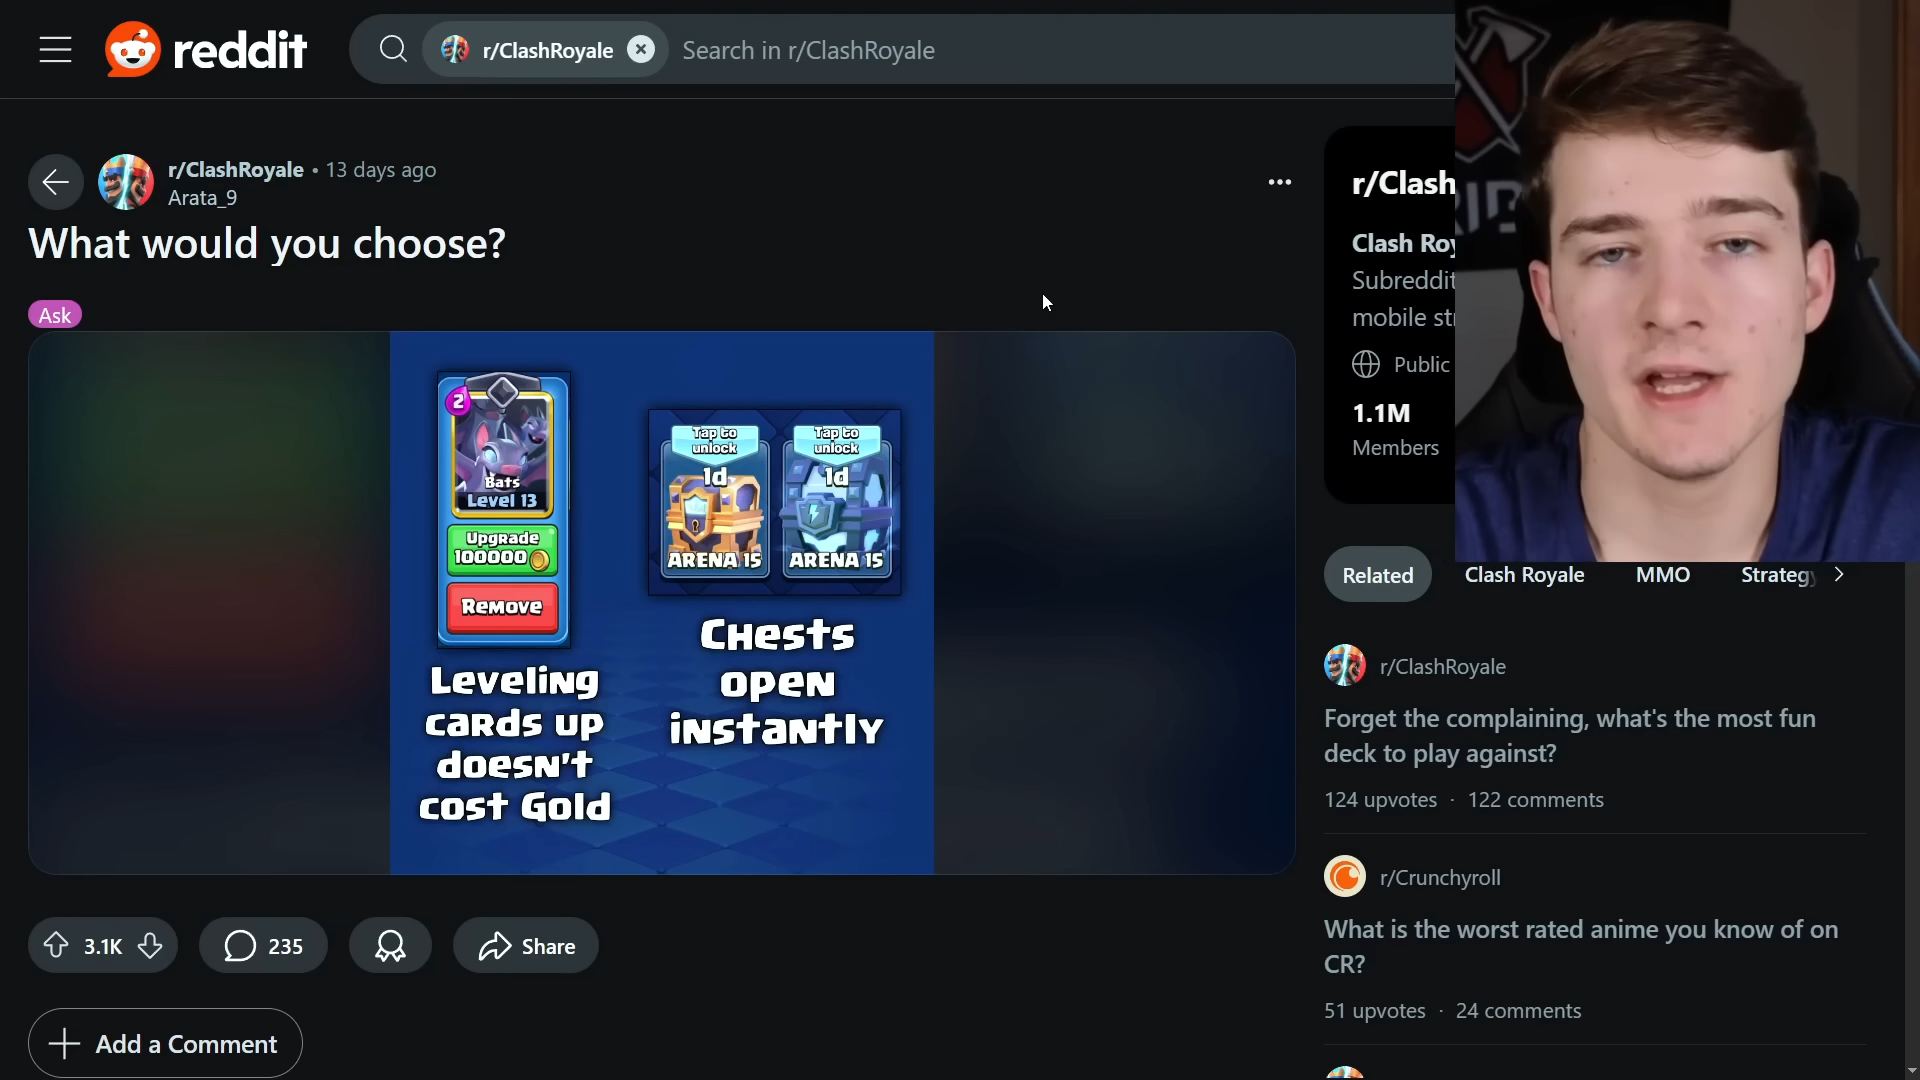 reddit
r/ClashRoyale
Search in r/ClashRoyale
r/ClashRoyale • 13 days ago
Arata_9
What would you choose?
Ask
2
Bats
Level 13
Upgrade
100000
Remove
Leveling
cards up
doesn't
cost Gold
Tap to
unlock
1d
ARENA 15
Tap to
unlock
1d
ARENA 15
Chests
open
instantly
3.1K
235
Share
Add a Comment
r/Clash
Clash Roy
Subreddit
mobile str
Public
1.1M
Members
Related
Clash Royale
MMO
Strateg
r/ClashRoyale
Forget the complaining, what's the most fun
deck to play against?
124 upvotes · 122 comments
r/Crunchyroll
What is the worst rated anime you know of on
CR?
51 upvotes · 24 comments